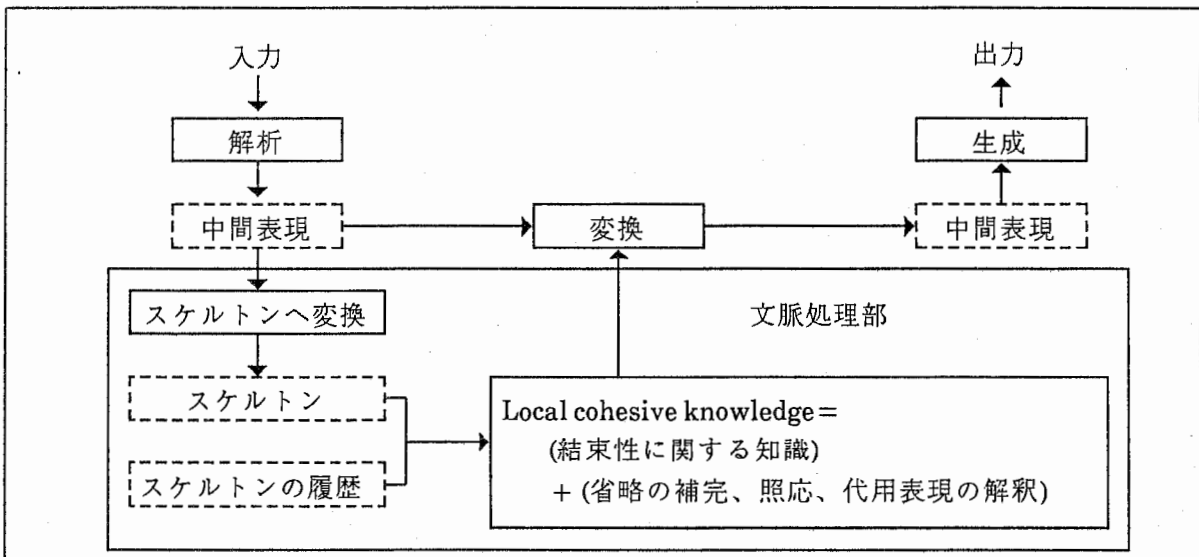 入力
出力
解析
生成
中間表現
変換
中間表現
スケルトンへ変換
文脈処理部
スケルトン
スケルトンの履歴
Local cohesive knowledge＝
(結束性に関する知識)
+ (省略の補完、照応、代用表現の解釈)